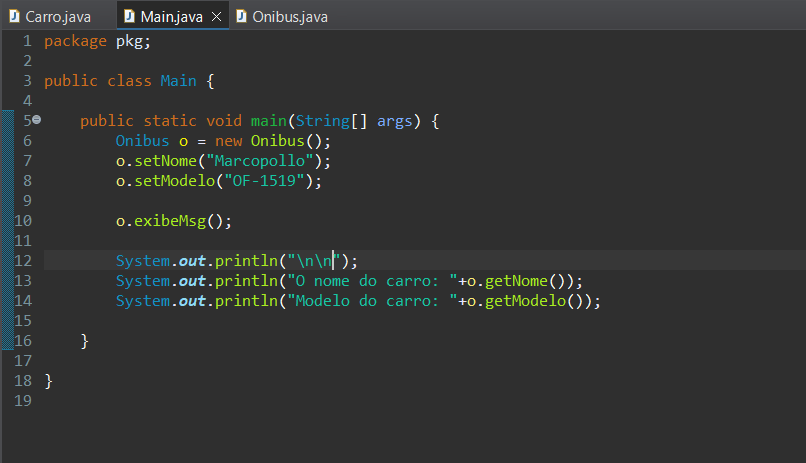 Carro.java Main.java Onibus.java
1 package pkg;
2
3 public class Main {
4
5 public static void main(String[] args) {
6 Onibus o = new Onibus();
7 o.setNome("Marcopollo");
8 o.setModelo("OF-1519");
9
10 o.exibeMsg();
11
12 System.out.println("\n\n");
13 System.out.println("O nome do carro: "+o.getNome());
14 System.out.println("Modelo do carro: "+o.getModelo());
15
16 }
17
18 }
19